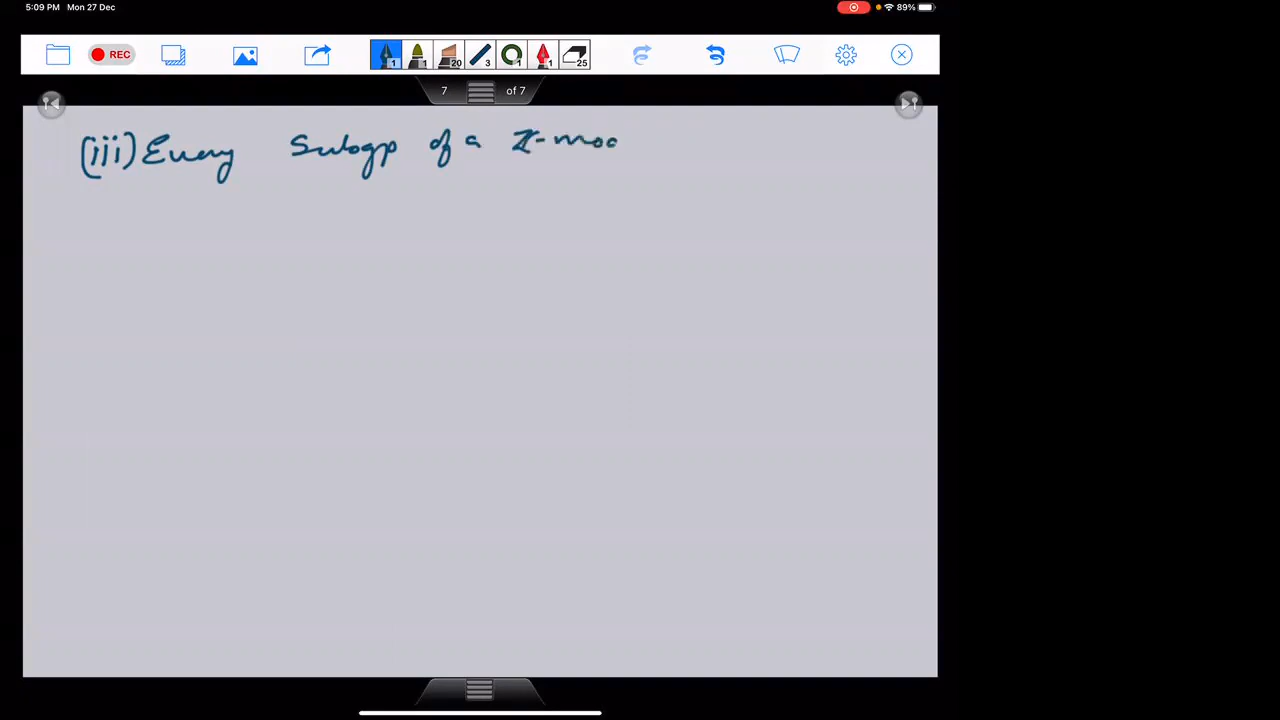 5:09 PM Mon 27 Dec 89%
REC 1 1 20 3 1 1 25
7 of 7
(iii) Every Subgp of a Z-moc